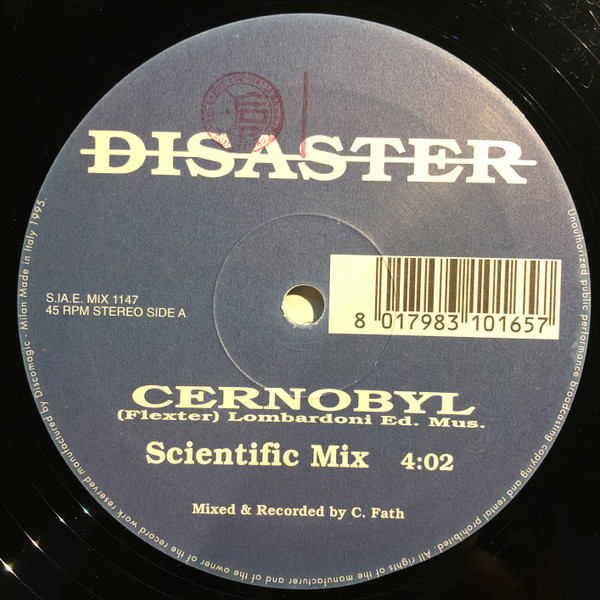 DISASTER
S.IA.E. MIX 1147
45 RPM STEREO SIDE A
8 017983 101657
CERNOBYL
(Flexter) Lombardoni Ed. Mus.
Scientific Mix 4:02
Mixed & Recorded by C. Fath
Unauthorized public performance broadcasting copying and rental prohibited. All rights of the manufacturer and of the owner of the record work reserved manufactured by Discomagic - Milan Made in Italy 1995.